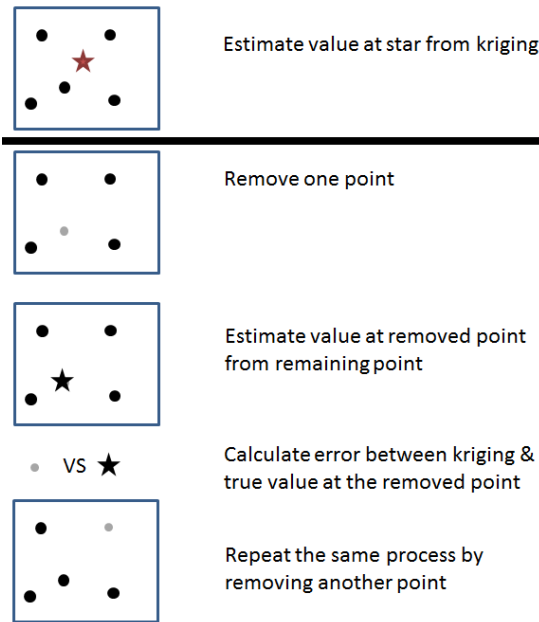 Estimate value at star from kriging
Remove one point
Estimate value at removed point
from remaining point
VS
Calculate error between kriging &
true value at the removed point
Repeat the same process by
removing another point